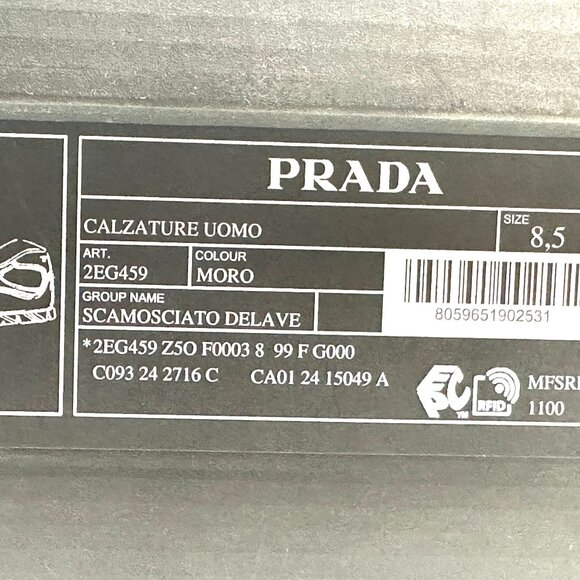 PRADA
CALZATURE UOMO
SIZE
8,5
ART.
2EG459
COLOUR
MORO
GROUP NAME
SCAMOSCIATO DELAVE
8059651902531
*2EG459 Z5O F0003 8 99 F G000
C093 24 2716 C CA01 24 15049 A
RFID
1100